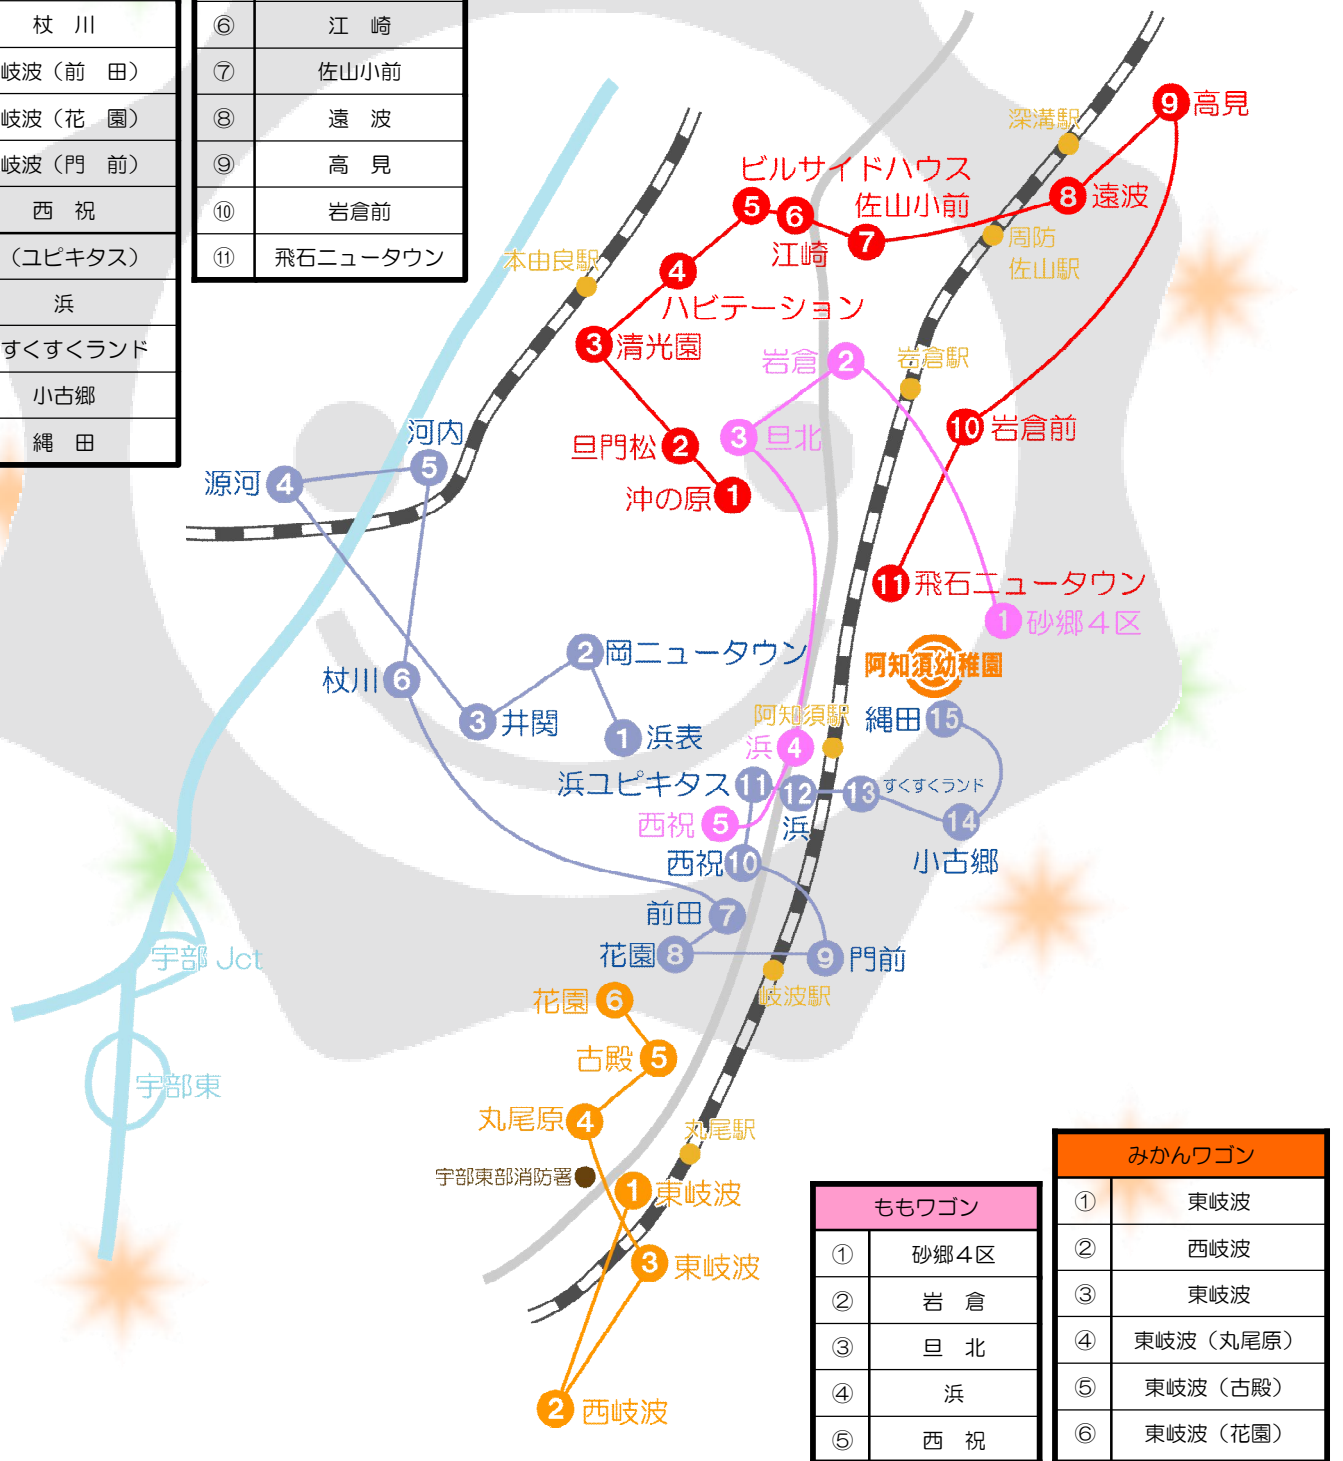 杖 川
岐波（前 田）
岐波（花 園）
岐波（門 前）
西 祝
（ユピキタス）
浜
すくすくランド
小古郷
縄 田
⑥ 江 崎
⑦ 佐山小前
⑧ 遠 波
⑨ 高 見
⑩ 岩倉前
⑪ 飛石ニュータウン
9 高見
深溝駅
ビルサイドハウス
5
6
佐山小前
8 遠波
江崎
7
周防
佐山駅
本由良駅
4
ハビテーション
3 清光園
岩倉 2
岩倉駅
河内
5
3 旦北
10 岩倉前
旦門松 2
源河 4
沖の原 1
11 飛石ニュータウン
1 砂郷４区
2 岡ニュータウン
阿知須幼稚園
杖川 6
3 井関
1 浜表
阿知須駅
縄田 15
浜 4
浜ユピキタス 11
12
13 すくすくランド
西祝 5
浜
14
西祝 10
小古郷
前田 7
花園 8
9 門前
宇部 Jct
岐波駅
花園 6
古殿 5
宇部東
丸尾原 4
丸尾駅
宇部東部消防署
1 東岐波
3 東岐波
2 西岐波
ももワゴン
① 砂郷４区
② 岩 倉
③ 旦 北
④ 浜
⑤ 西 祝
みかんワゴン
① 東岐波
② 西岐波
③ 東岐波
④ 東岐波（丸尾原）
⑤ 東岐波（古殿）
⑥ 東岐波（花園）